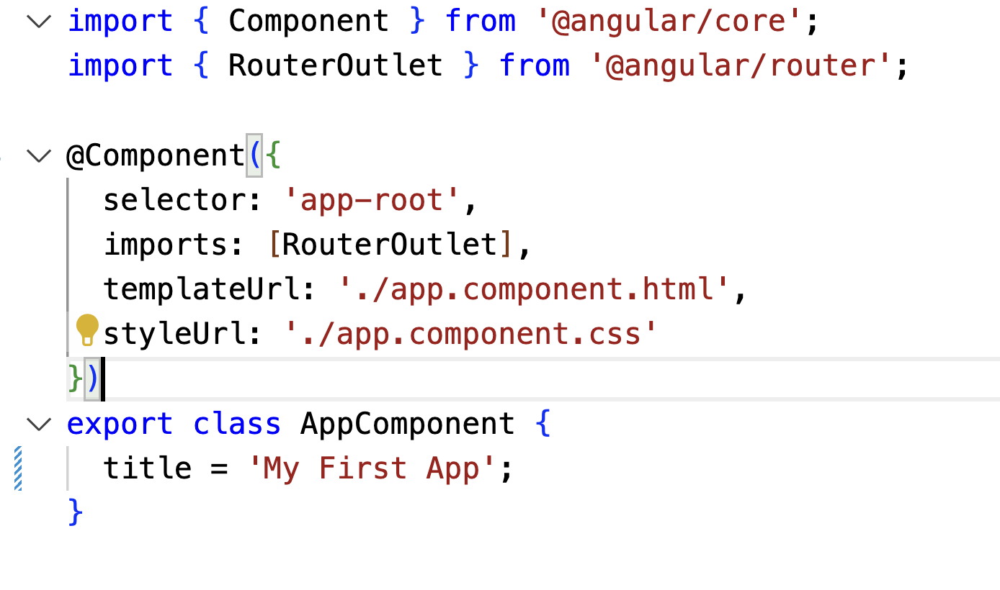 import { Component } from '@angular/core';
import { RouterOutlet } from '@angular/router';

@Component({
  selector: 'app-root',
  imports: [RouterOutlet],
  templateUrl: './app.component.html',
  styleUrl: './app.component.css'
})
export class AppComponent {
  title = 'My First App';
}